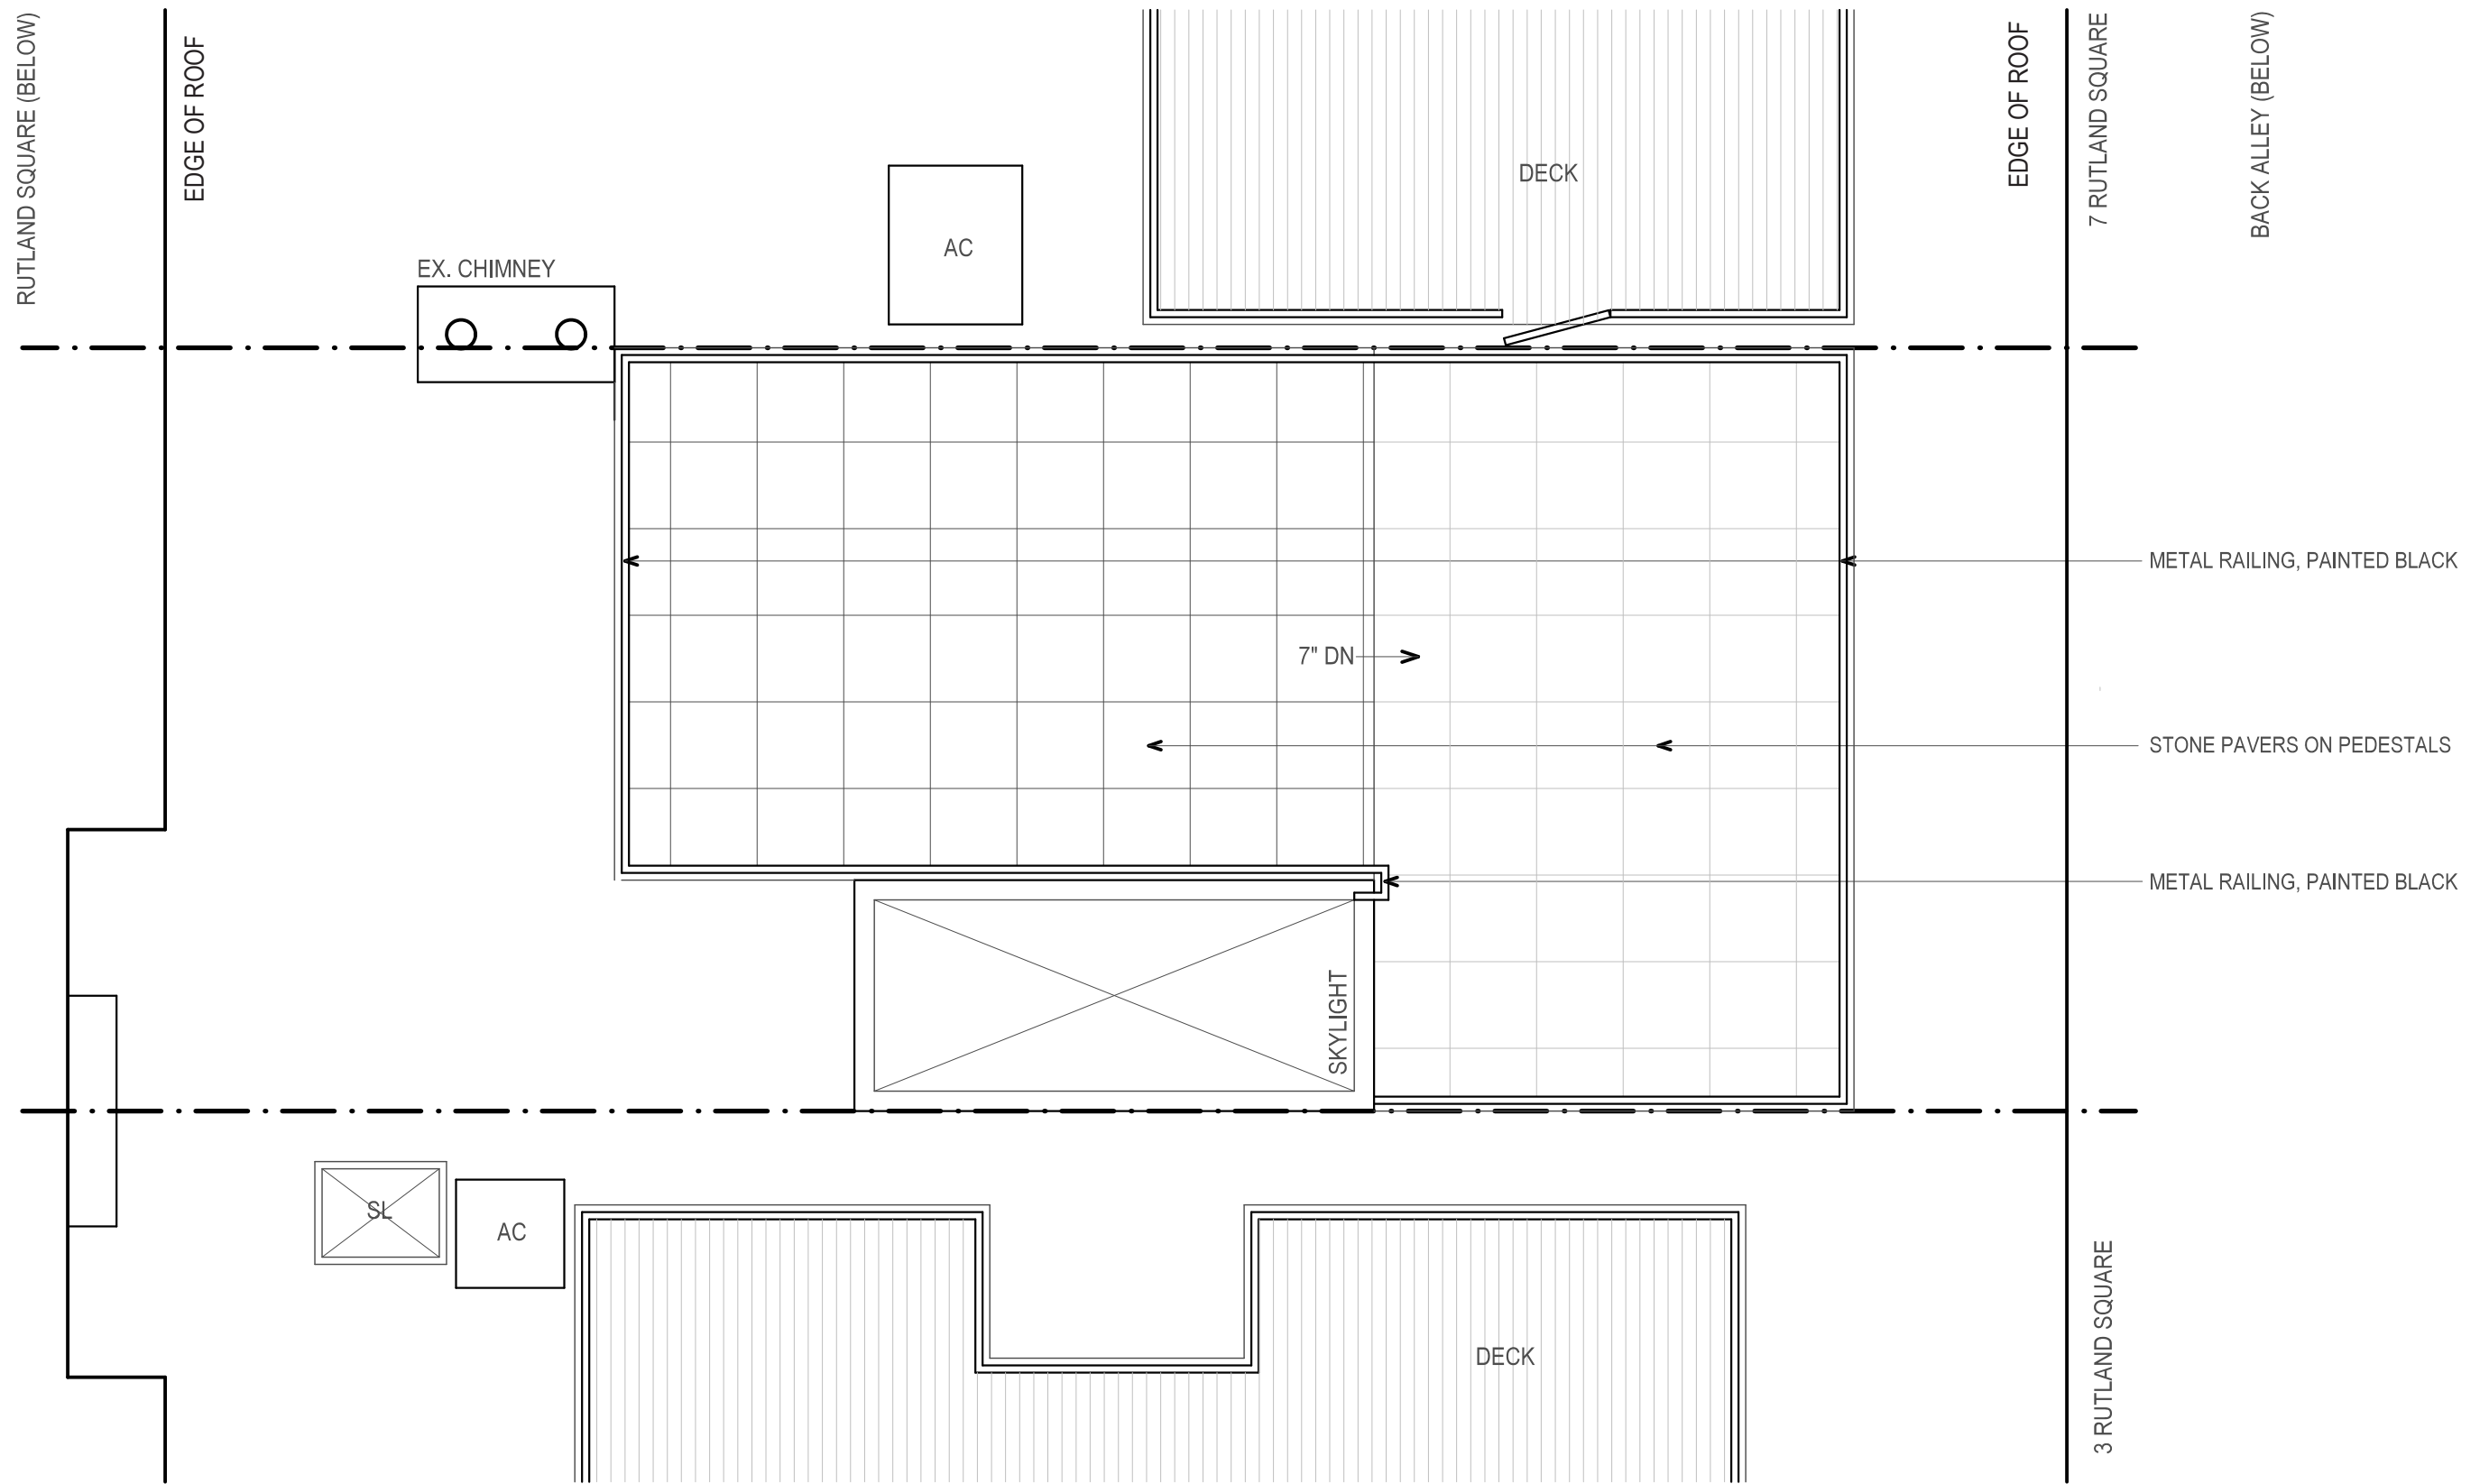 RUTLAND SQUARE (BELOW)
EDGE OF ROOF
EX. CHIMNEY
AC
DECK
EDGE OF ROOF
7 RUTLAND SQUARE
BACK ALLEY (BELOW)
METAL RAILING, PAINTED BLACK
7" DN
STONE PAVERS ON PEDESTALS
METAL RAILING, PAINTED BLACK
SKYLIGHT
SL
AC
DECK
3 RUTLAND SQUARE